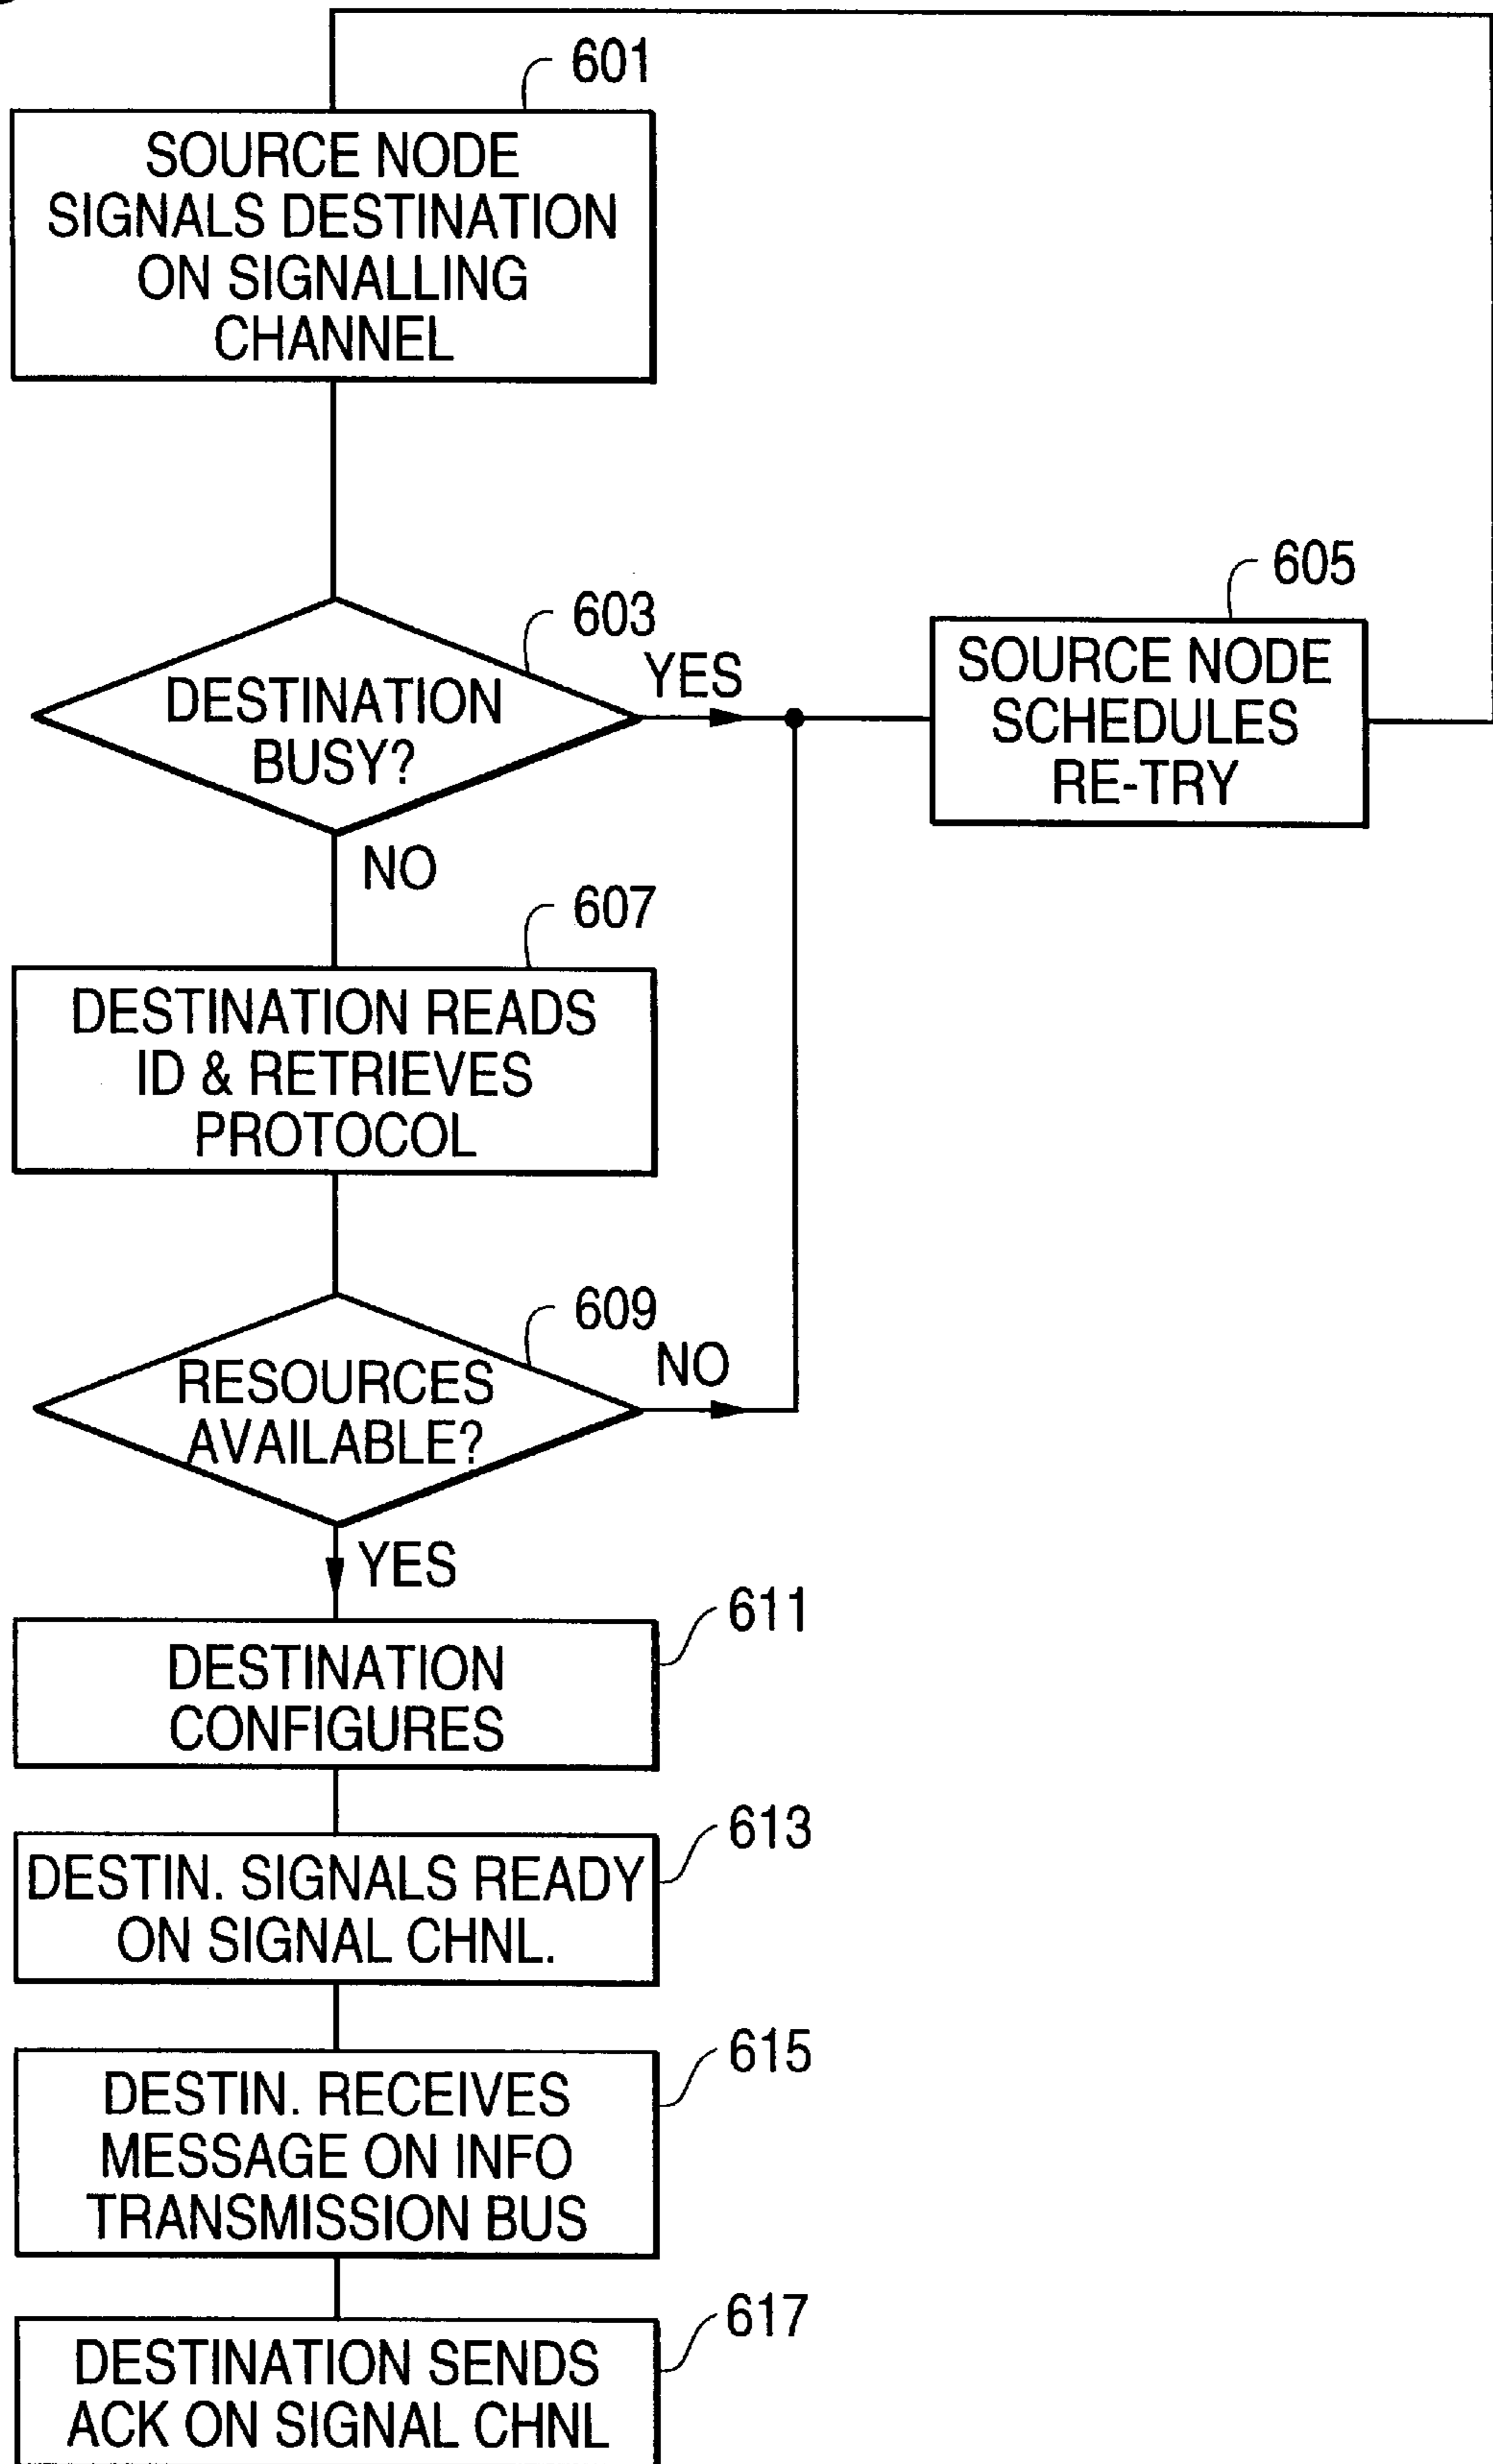 601
SOURCE NODE
SIGNALS DESTINATION
ON SIGNALLING
CHANNEL
603
DESTINATION
BUSY?
YES
NO
605
SOURCE NODE
SCHEDULES
RE-TRY
607
DESTINATION READS
ID & RETRIEVES
PROTOCOL
609
RESOURCES
AVAILABLE?
NO
YES
611
DESTINATION
CONFIGURES
613
DESTIN. SIGNALS READY
ON SIGNAL CHNL.
615
DESTIN. RECEIVES
MESSAGE ON INFO
TRANSMISSION BUS
617
DESTINATION SENDS
ACK ON SIGNAL CHNL